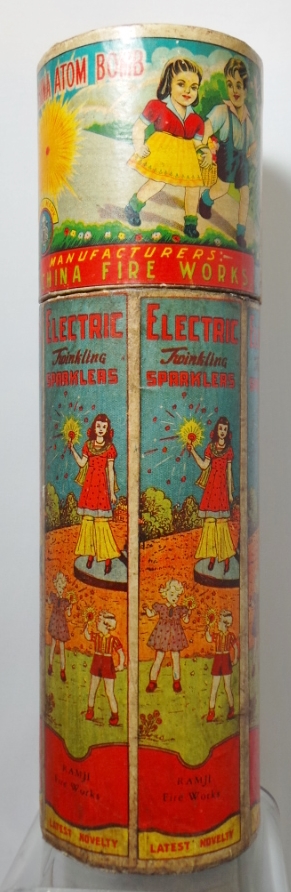 ATOM BOMB
MANUFACTURERS:-
HINA FIRE WORKS
ELECTRIC
Twinkling
SPARKLERS
RAMJI
Fire Works
LATEST NOVELTY
ELECTRIC
Twinkling
SPARKLERS
RAMJI
Fire Works
LATEST NOVELTY